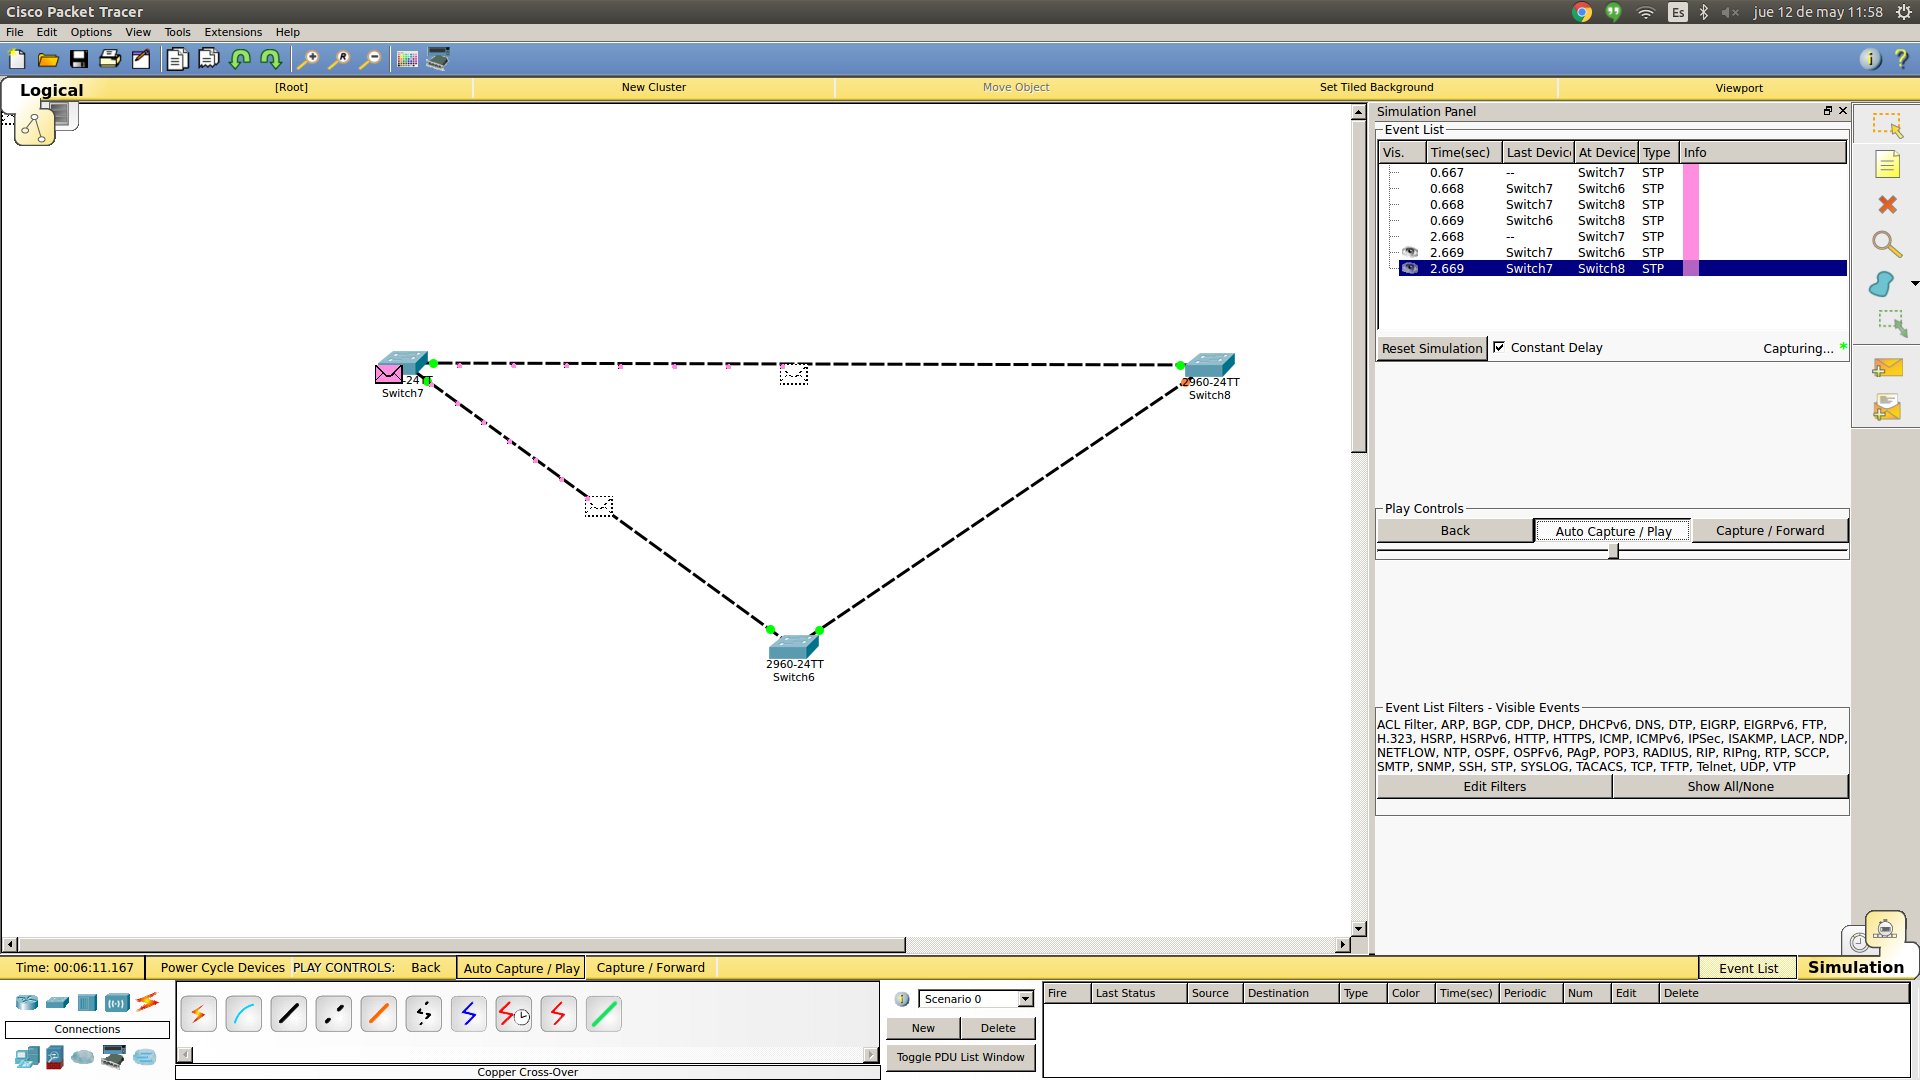 Cisco Packet Tracer
Es
jue 12 de may 11:58
File Edit Options View Tools Extensions Help
Logical
[Root]
New Cluster
Move Object
Set Tiled Background
Viewport
Simulation Panel
Event List
Vis. Time(sec) Last Devic At Device Type Info
0.667 -- Switch7 STP
0.668 Switch7 Switch6 STP
0.668 Switch7 Switch8 STP
0.669 Switch6 Switch8 STP
2.668 -- Switch7 STP
2.669 Switch7 Switch6 STP
2.669 Switch7 Switch8 STP
Reset Simulation Constant Delay Capturing... *
-24TT
Switch7
2960-24TT
Switch8
2960-24TT
Switch6
Play Controls
Back Auto Capture / Play Capture / Forward
Event List Filters - Visible Events
ACL Filter, ARP, BGP, CDP, DHCP, DHCPv6, DNS, DTP, EIGRP, EIGRPv6, FTP,
H.323, HSRP, HSRPv6, HTTP, HTTPS, ICMP, ICMPv6, IPSec, ISAKMP, LACP, NDP,
NETFLOW, NTP, OSPF, OSPFv6, PAgP, POP3, RADIUS, RIP, RIPng, RTP, SCCP,
SMTP, SNMP, SSH, STP, SYSLOG, TACACS, TCP, TFTP, Telnet, UDP, VTP
Edit Filters Show All/None
Time: 00:06:11.167 Power Cycle Devices PLAY CONTROLS: Back Auto Capture / Play Capture / Forward
Event List Simulation
Connections
Copper Cross-Over
Scenario 0
New Delete
Toggle PDU List Window
Fire Last Status Source Destination Type Color Time(sec) Periodic Num Edit Delete